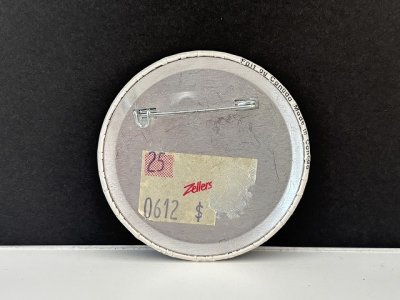 Fait au Canada Made in Canada
25
Zellers
0612 $